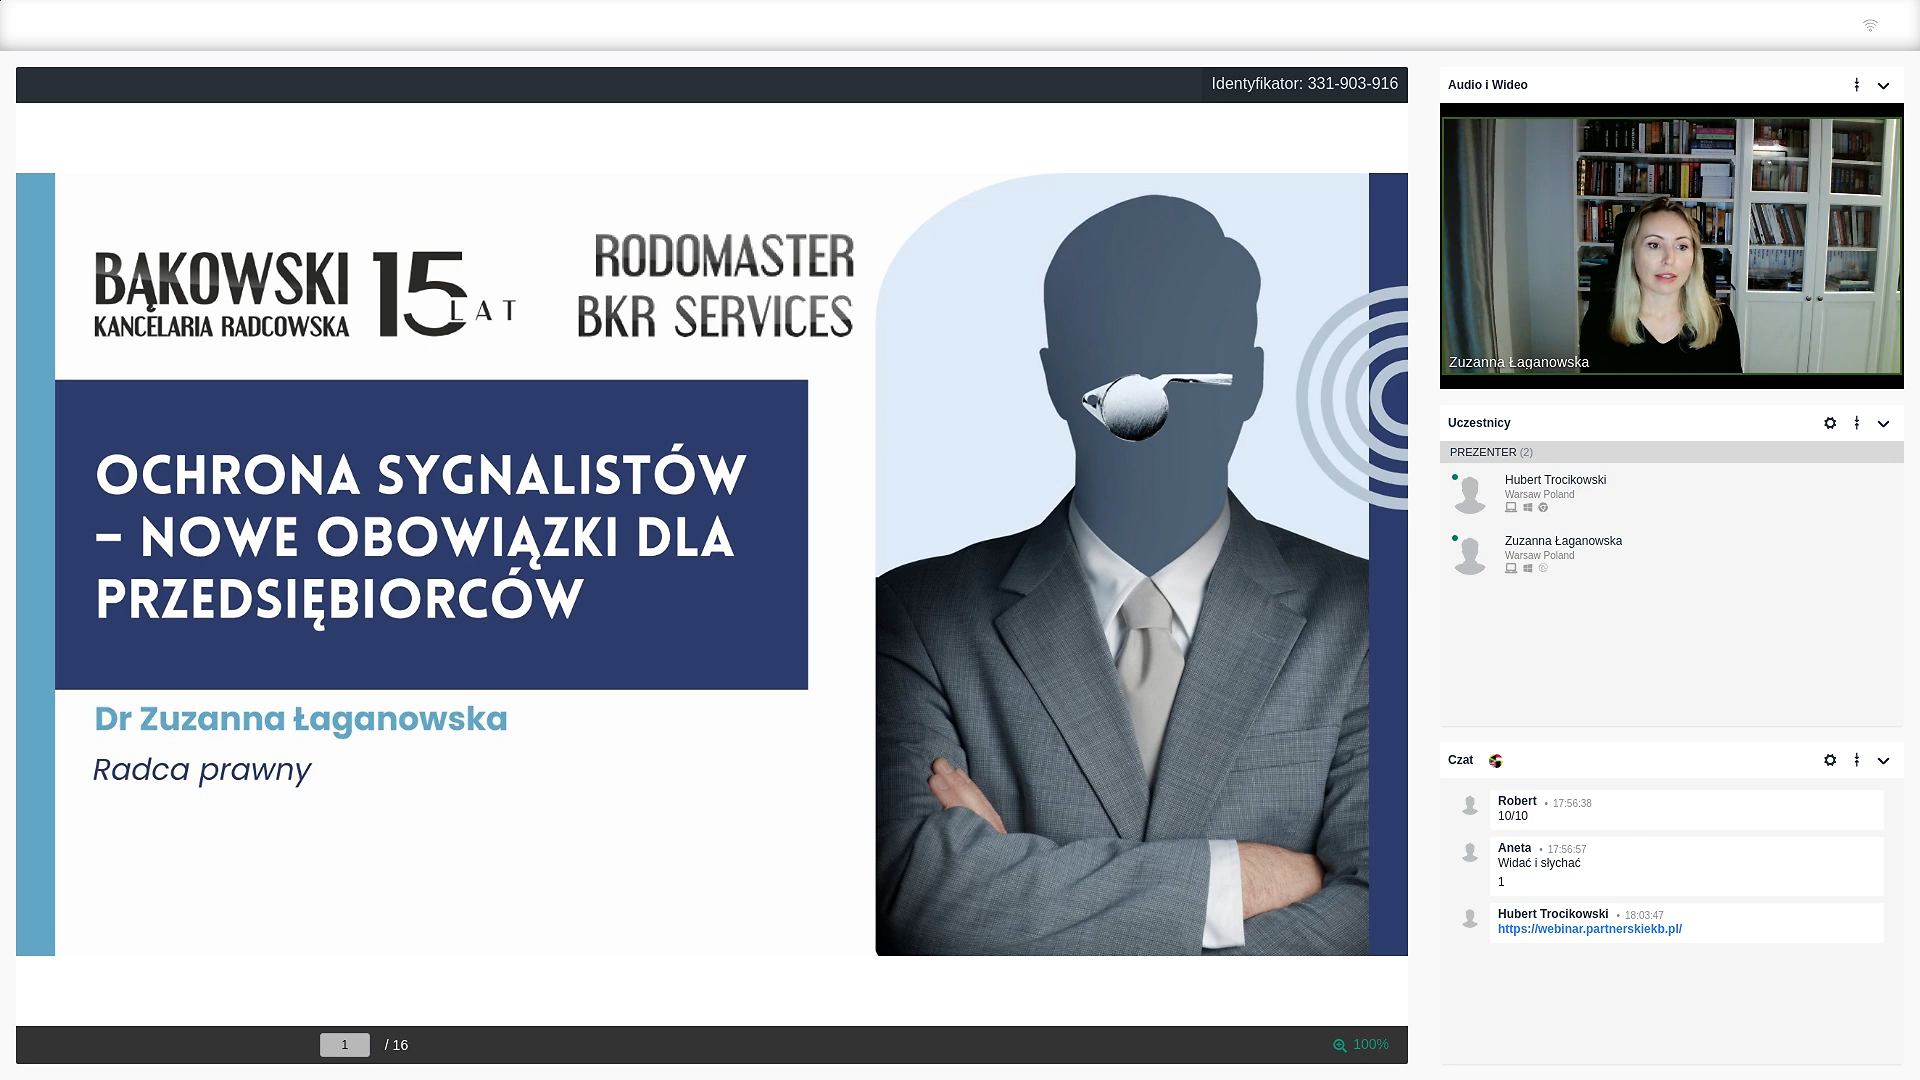 Identyfikator: 331-903-916
BĄKOWSKI
KANCELARIA RADCOWSKA
15
LAT
RODOMASTER
BKR SERVICES
OCHRONA SYGNALISTÓW
– NOWE OBOWIĄZKI DLA
PRZEDSIĘBIORCÓW
Dr Zuzanna Łaganowska
Radca prawny
1 / 16
100%
Audio i Wideo
Zuzanna Łaganowska
Uczestnicy
PREZENTER (2)
Hubert Trocikowski
Warsaw Poland
Zuzanna Łaganowska
Warsaw Poland
Czat
Robert • 17:56:38
10/10
Aneta • 17:56:57
Widać i słychać
1
Hubert Trocikowski • 18:03:47
https://webinar.partnerskiekb.pl/